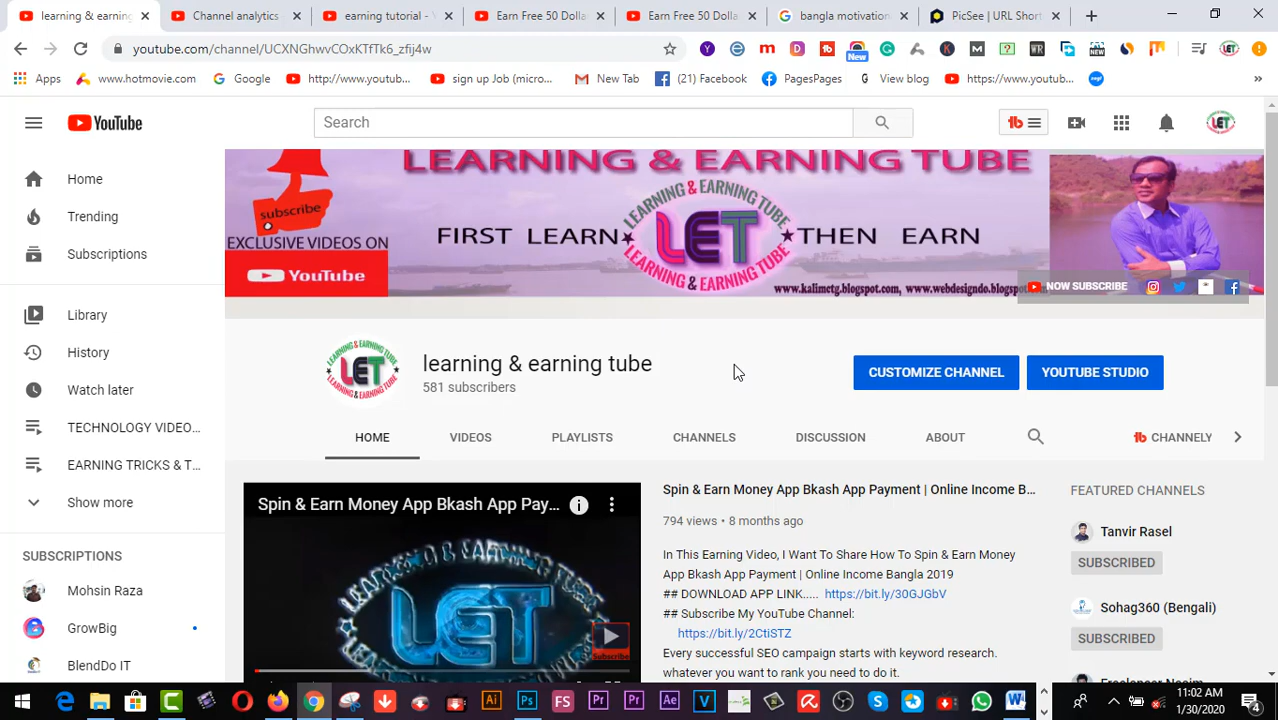 learning & earning
Channel analytics -
earning tutorial - Y
Earn Free 50 Dolla
Earn Free 50 Dolla
bangla motivation
PicSee | URL Short
youtube.com/channel/UCXNGhwvCOxKTfTk6_zfij4w
New
Apps
www.hotmovie.com
Google
http://www.youtub...
sign up Job (micro...
New Tab
(21) Facebook
PagesPages
View blog
https://www.youtub...
YouTube
Search
Home
Trending
Subscriptions
Library
History
Watch later
TECHNOLOGY VIDEO...
EARNING TRICKS & T...
Show more
SUBSCRIPTIONS
Mohsin Raza
GrowBig
BlendDo IT
LEARNING & EARNING TUBE
subscribe
EXCLUSIVE VIDEOS ON
YouTube
FIRST LEARN
LEARNING & EARNING TUBE
LET
LEARNING & EARNING TUBE
THEN EARN
www.kalimctg.blogspot.com, www.webdesigndo.blogspot.com
NOW SUBSCRIBE
LET
learning & earning tube
581 subscribers
CUSTOMIZE CHANNEL
YOUTUBE STUDIO
HOME
VIDEOS
PLAYLISTS
CHANNELS
DISCUSSION
ABOUT
CHANNELY
Spin & Earn Money App Bkash App Pay...
LET
Subscribe
Spin & Earn Money App Bkash App Payment | Online Income B...
794 views • 8 months ago
In This Earning Video, I Want To Share How To Spin & Earn Money
App Bkash App Payment | Online Income Bangla 2019
## DOWNLOAD APP LINK..... https://bit.ly/30GJGbV
## Subscribe My YouTube Channel:
https://bit.ly/2CtiSTZ
Every successful SEO campaign starts with keyword research.
whatever you want to rank you need to do it.
FEATURED CHANNELS
Tanvir Rasel
SUBSCRIBED
Sohag360 (Bengali)
SUBSCRIBED
11:02 AM
1/30/2020